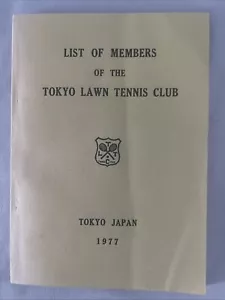 LIST OF MEMBERS
OF THE
TOKYO LAWN TENNIS CLUB
TOKYO JAPAN
1977